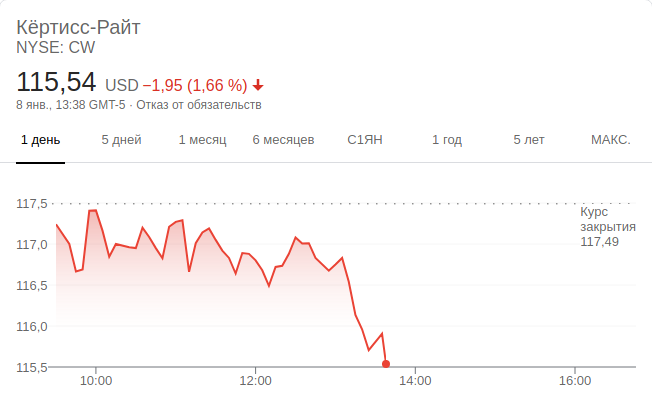 Кёртисс-Райт
NYSE: CW
115,54 USD −1,95 (1,66 %)
8 янв., 13:38 GMT-5 · Отказ от обязательств
1 день 5 дней 1 месяц 6 месяцев С1ЯН 1 год 5 лет МАКС.
117,5
Курс
закрытия
117,49
117,0
116,5
116,0
115,5
10:00 12:00 14:00 16:00